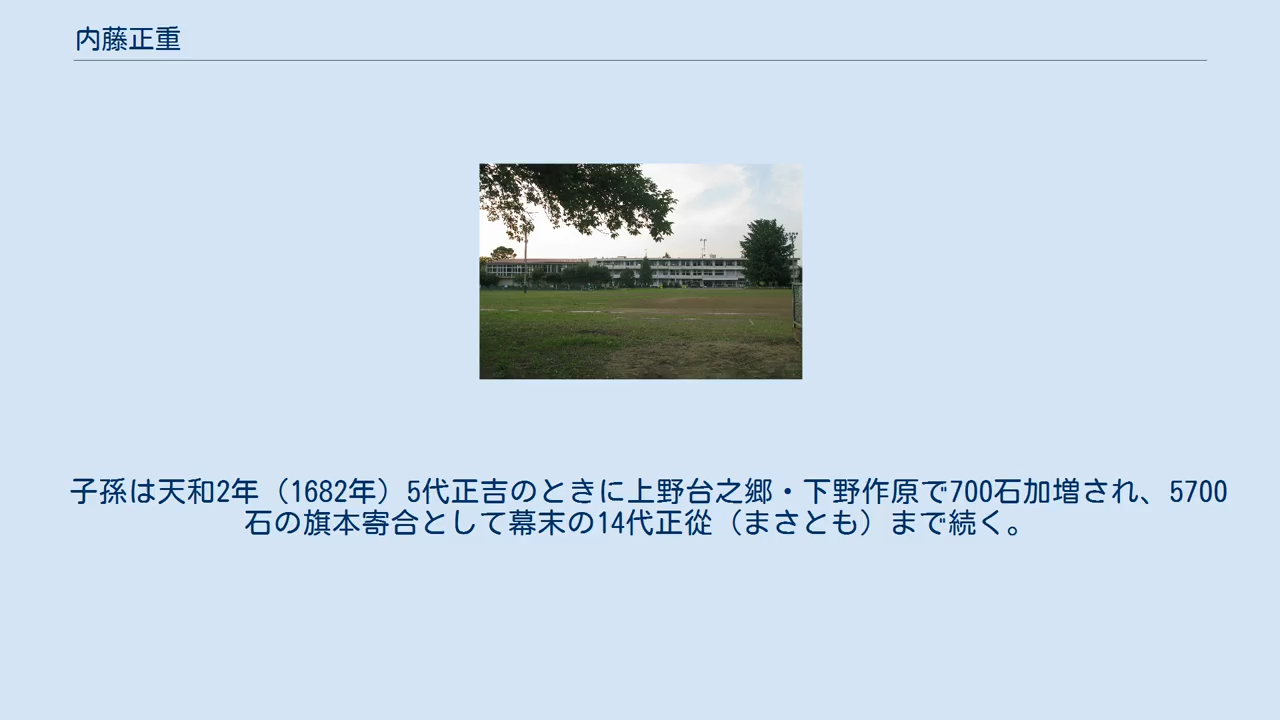 内藤正重
子孫は天和2年（1682年）5代正吉のときに上野台之郷・下野作原で700石加増され、5700
石の旗本寄合として幕末の14代正從（まさとも）まで続く。